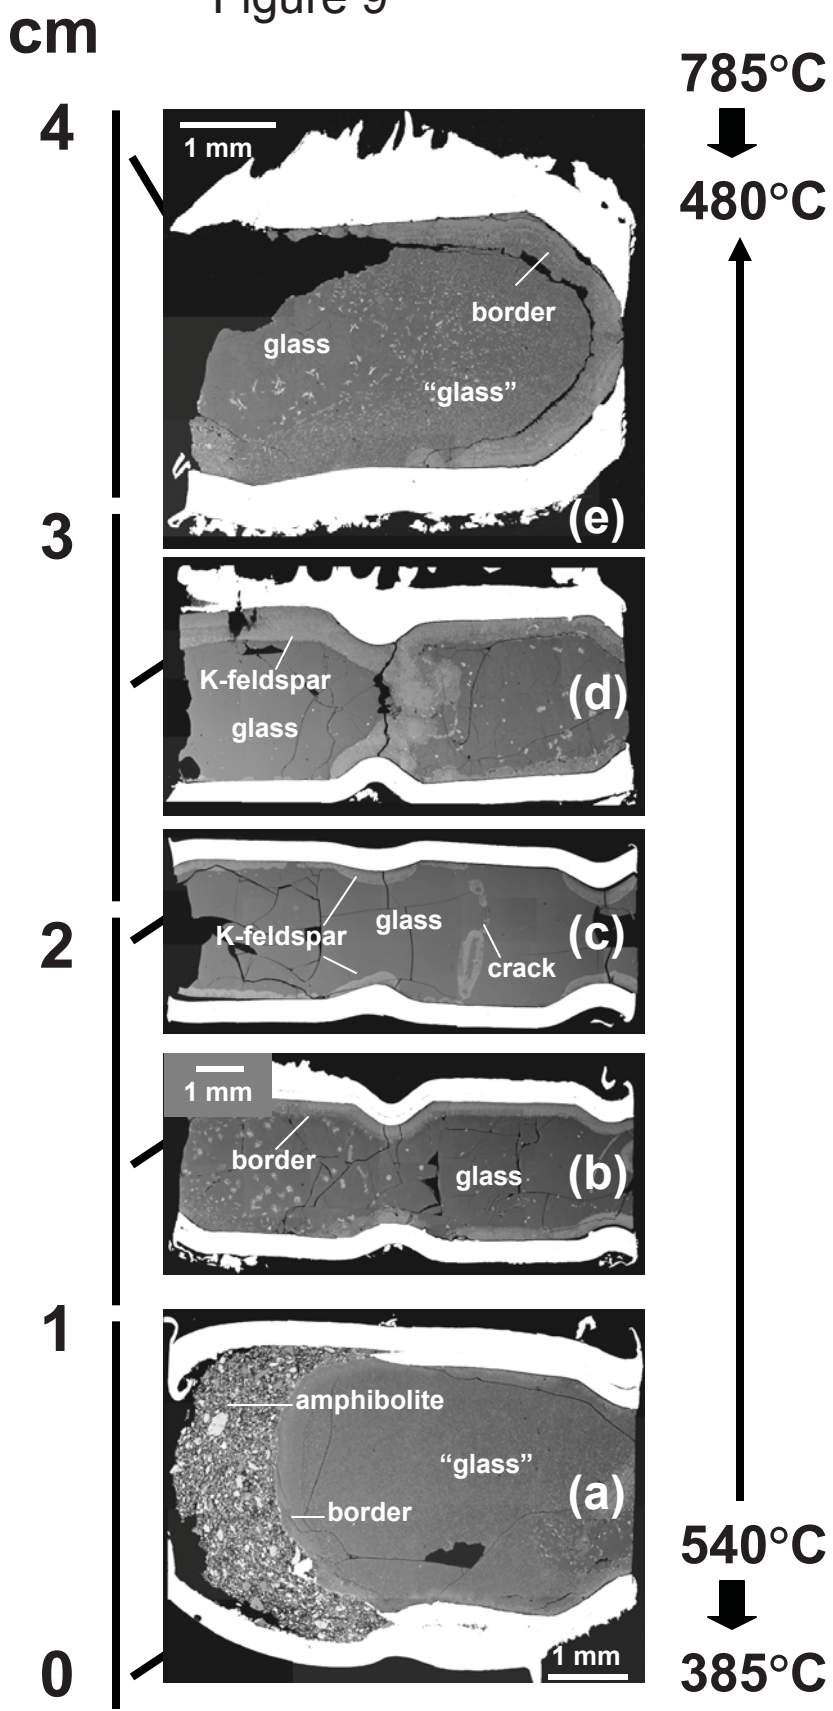 Figure 9
cm
785°C
4
1 mm
480°C
border
glass
“glass”
(e)
3
K-feldspar
(d)
glass
2
glass
(c)
K-feldspar
crack
1 mm
border
glass
(b)
1
amphibolite
“glass”
(a)
border
540°C
1 mm
0
385°C